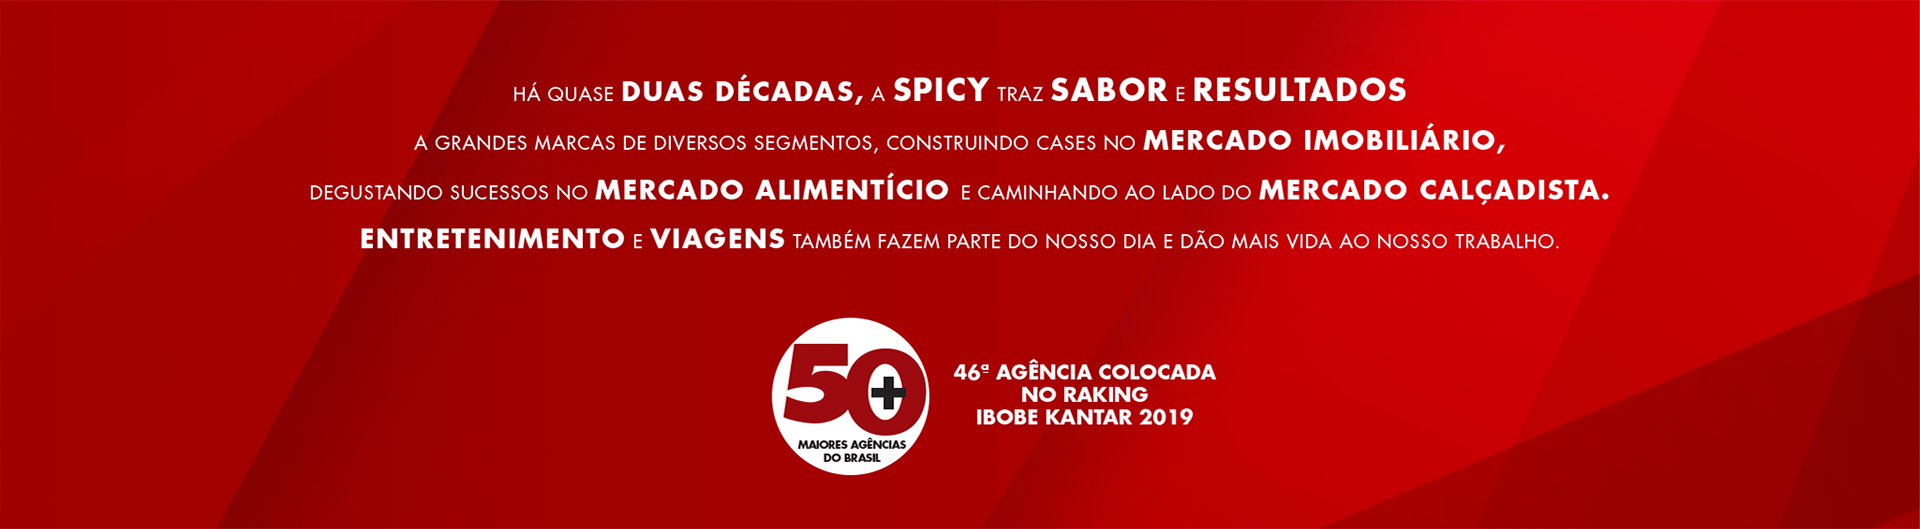 HÁ QUASE DUAS DÉCADAS, A SPICY TRAZ SABOR E RESULTADOS
A GRANDES MARCAS DE DIVERSOS SEGMENTOS, CONSTRUINDO CASES NO MERCADO IMOBILIÁRIO,
DEGUSTANDO SUCESSOS NO MERCADO ALIMENTÍCIO E CAMINHANDO AO LADO DO MERCADO CALÇADISTA.
ENTRETENIMENTO E VIAGENS TAMBÉM FAZEM PARTE DO NOSSO DIA E DÃO MAIS VIDA AO NOSSO TRABALHO.
50+
MAIORES AGÊNCIAS
DO BRASIL
46ª AGÊNCIA COLOCADA
NO RAKING
IBOBE KANTAR 2019